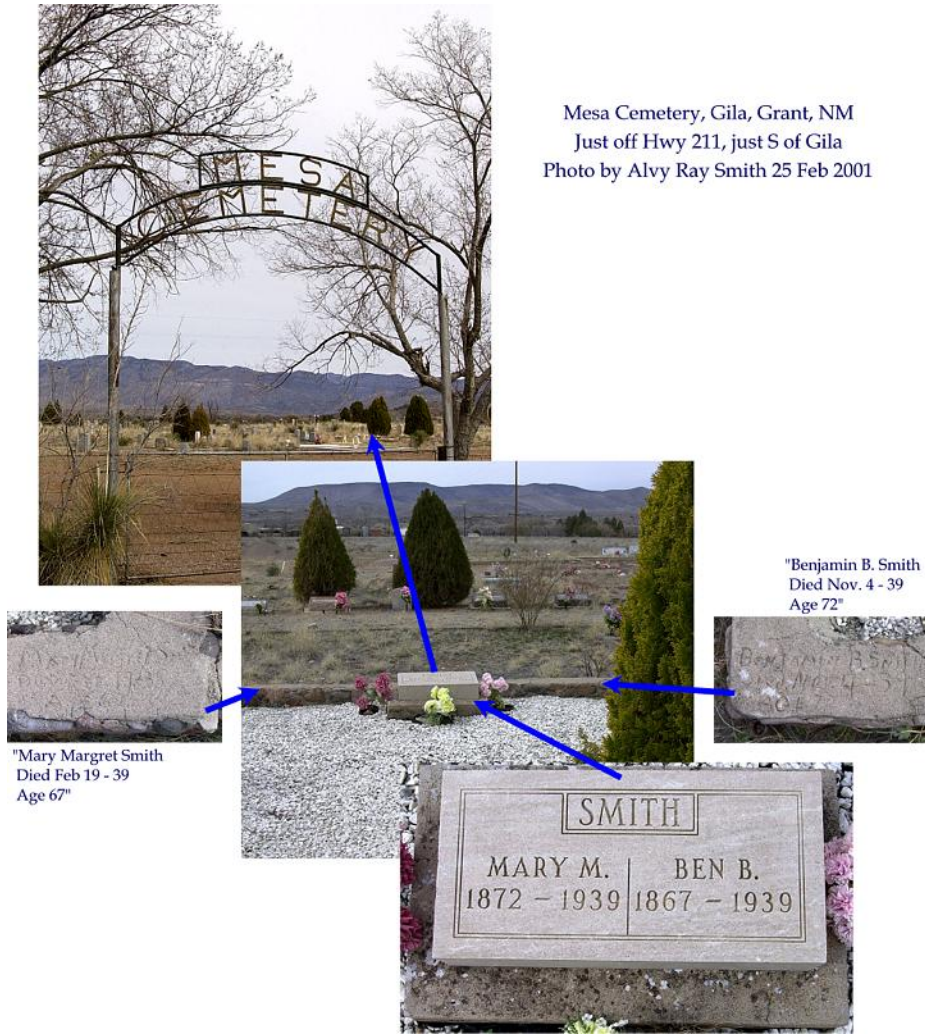 Mesa Cemetery, Gila, Grant, NM
Just off Hwy 211, just S of Gila
Photo by Alvy Ray Smith 25 Feb 2001
MESA
CEMETERY
"Benjamin B. Smith
Died Nov. 4 - 39
Age 72"
Benjamin B. Smi
"Mary Margret Smith
Died Feb 19 - 39
Age 67"
SMITH
MARY M.
1872 - 1939
BEN B.
1867 - 1939